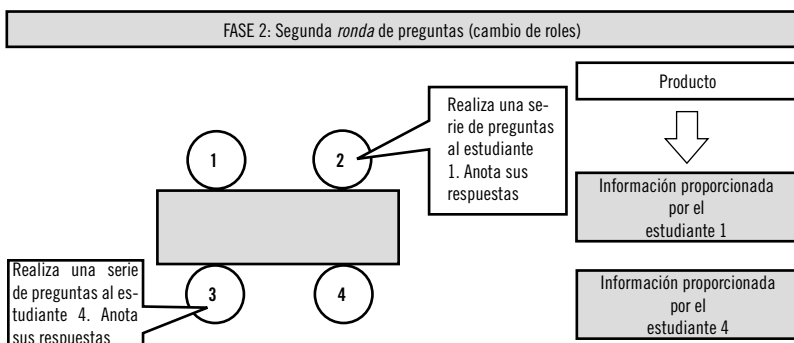 FASE 2: Segunda ronda de preguntas (cambio de roles)
Producto
Realiza una se-
rie de preguntas
al estudiante
1. Anota sus
respuestas
1
2
Información proporcionada
por el
estudiante 1
Realiza una serie
de preguntas al es-
tudiante 4. Anota
sus respuestas
3
4
Información proporcionada
por el
estudiante 4